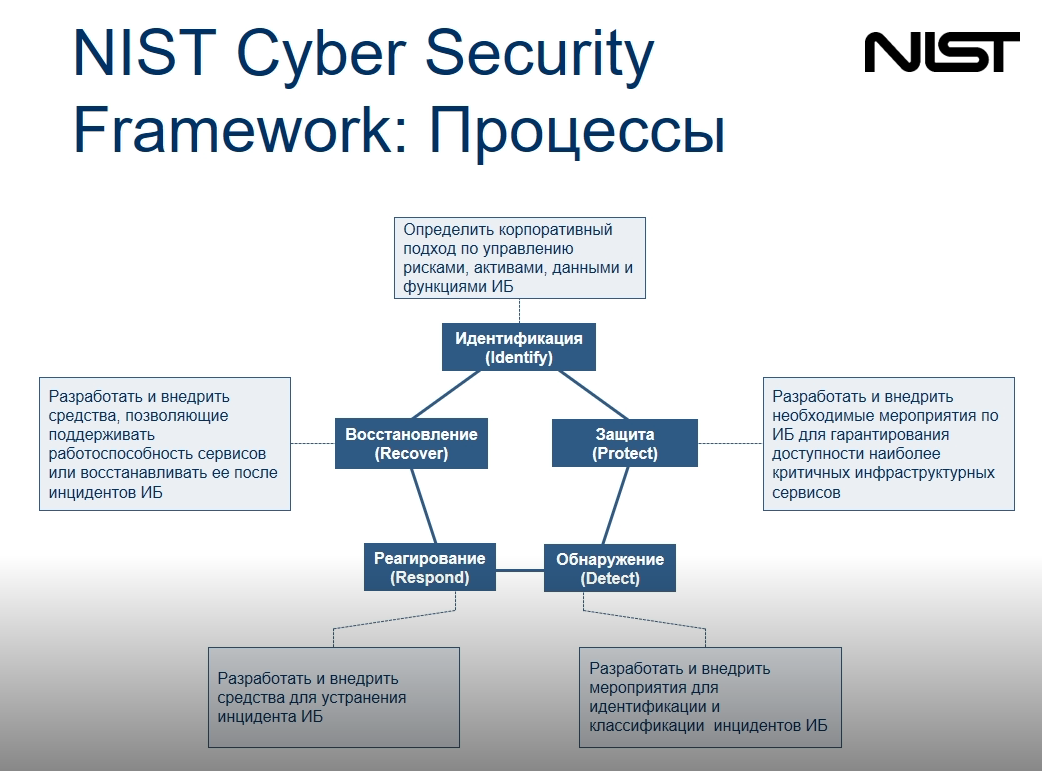 NIST Cyber Security
Framework: Процессы
NIST
Определить корпоративный
подход по управлению
рисками, активами, данными и
функциями ИБ
Идентификация
(Identify)
Разработать и внедрить
средства, позволяющие
поддерживать
работоспособность сервисов
или восстанавливать ее после
инцидентов ИБ
Восстановление
(Recover)
Защита
(Protect)
Разработать и внедрить
необходимые мероприятия по
ИБ для гарантирования
доступности наиболее
критичных инфраструктурных
сервисов
Реагирование
(Respond)
Обнаружение
(Detect)
Разработать и внедрить
средства для устранения
инцидента ИБ
Разработать и внедрить
мероприятия для
идентификации и
классификации инцидентов ИБ